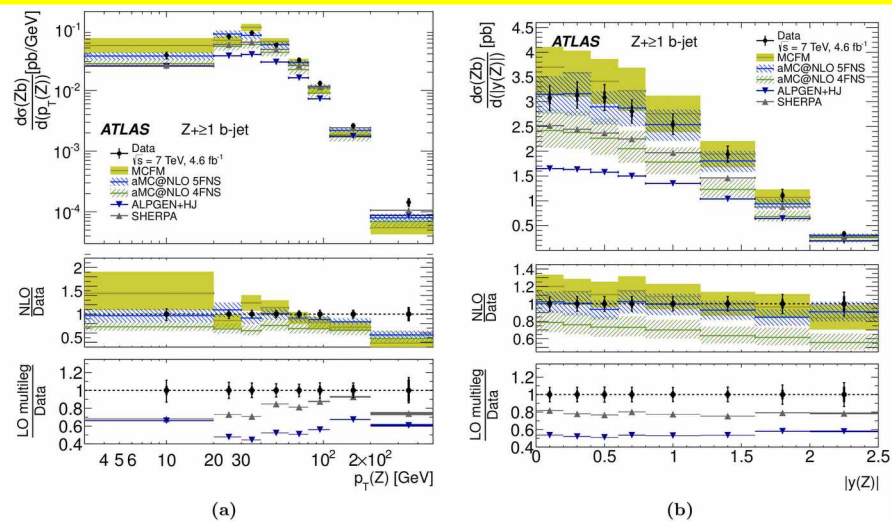 dσ(Zb)
d(p_T(Z)) [pb/GeV]
10⁻¹
10⁻²
10⁻³
10⁻⁴
ATLAS Z+≥1 b-jet
Data
√s = 7 TeV, 4.6 fb⁻¹
MCFM
aMC@NLO 5FNS
aMC@NLO 4FNS
ALPGEN+HJ
SHERPA
NLO
Data
2
1.5
1
0.5
LO multileg
Data
1.2
1
0.8
0.6
0.4
4 5 6 10 20 30 10² 2×10²
p_T(Z) [GeV]
(a)
dσ(Zb)
d(|y(Z)|) [pb]
5
4.5
4
3.5
3
2.5
2
1.5
1
0.5
0
ATLAS Z+≥1 b-jet
Data
√s = 7 TeV, 4.6 fb⁻¹
MCFM
aMC@NLO 5FNS
aMC@NLO 4FNS
ALPGEN+HJ
SHERPA
NLO
Data
1.4
1.2
1
0.8
0.6
LO multileg
Data
1.2
1
0.8
0.6
0.4
0 0.5 1 1.5 2 2.5
|y(Z)|
(b)